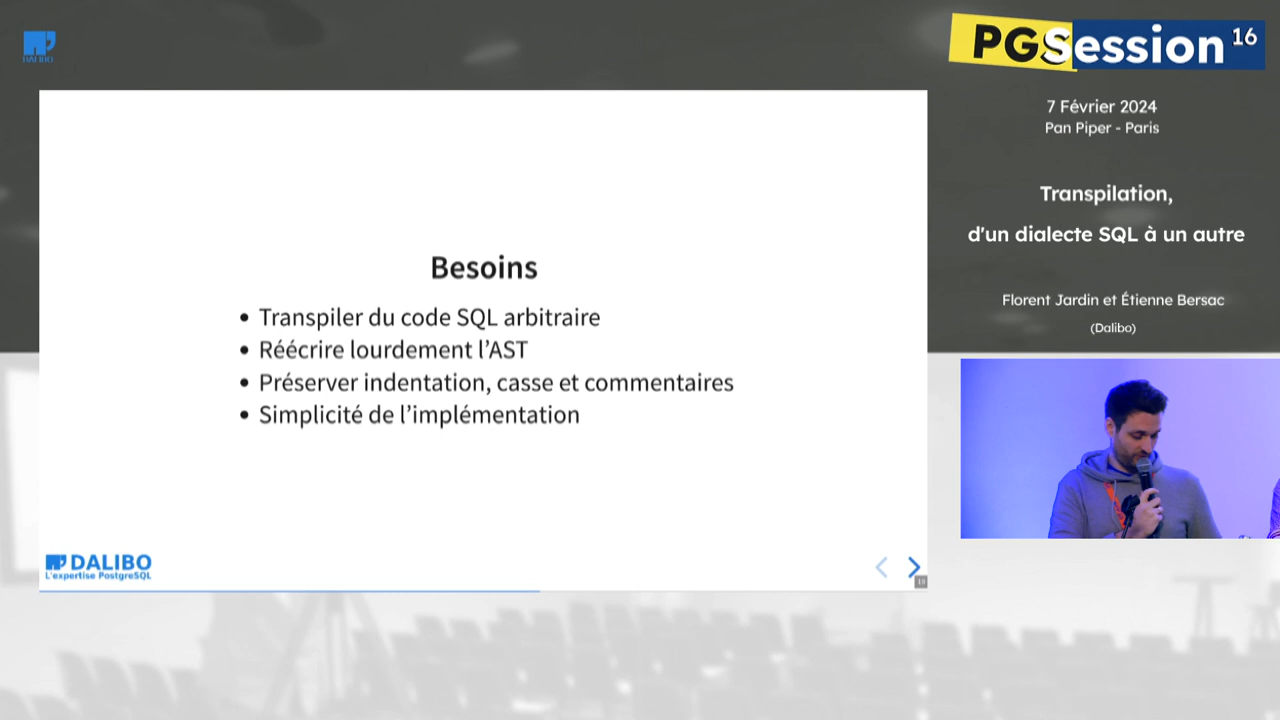 DALIBO
PGSession 16
7 Février 2024
Pan Piper - Paris
Transpilation,
d'un dialecte SQL à un autre
Florent Jardin et Étienne Bersac
(Dalibo)
Besoins
• Transpiler du code SQL arbitraire
• Réécrire lourdement l’AST
• Préserver indentation, casse et commentaires
• Simplicité de l’implémentation
DALIBO
L'expertise PostgreSQL